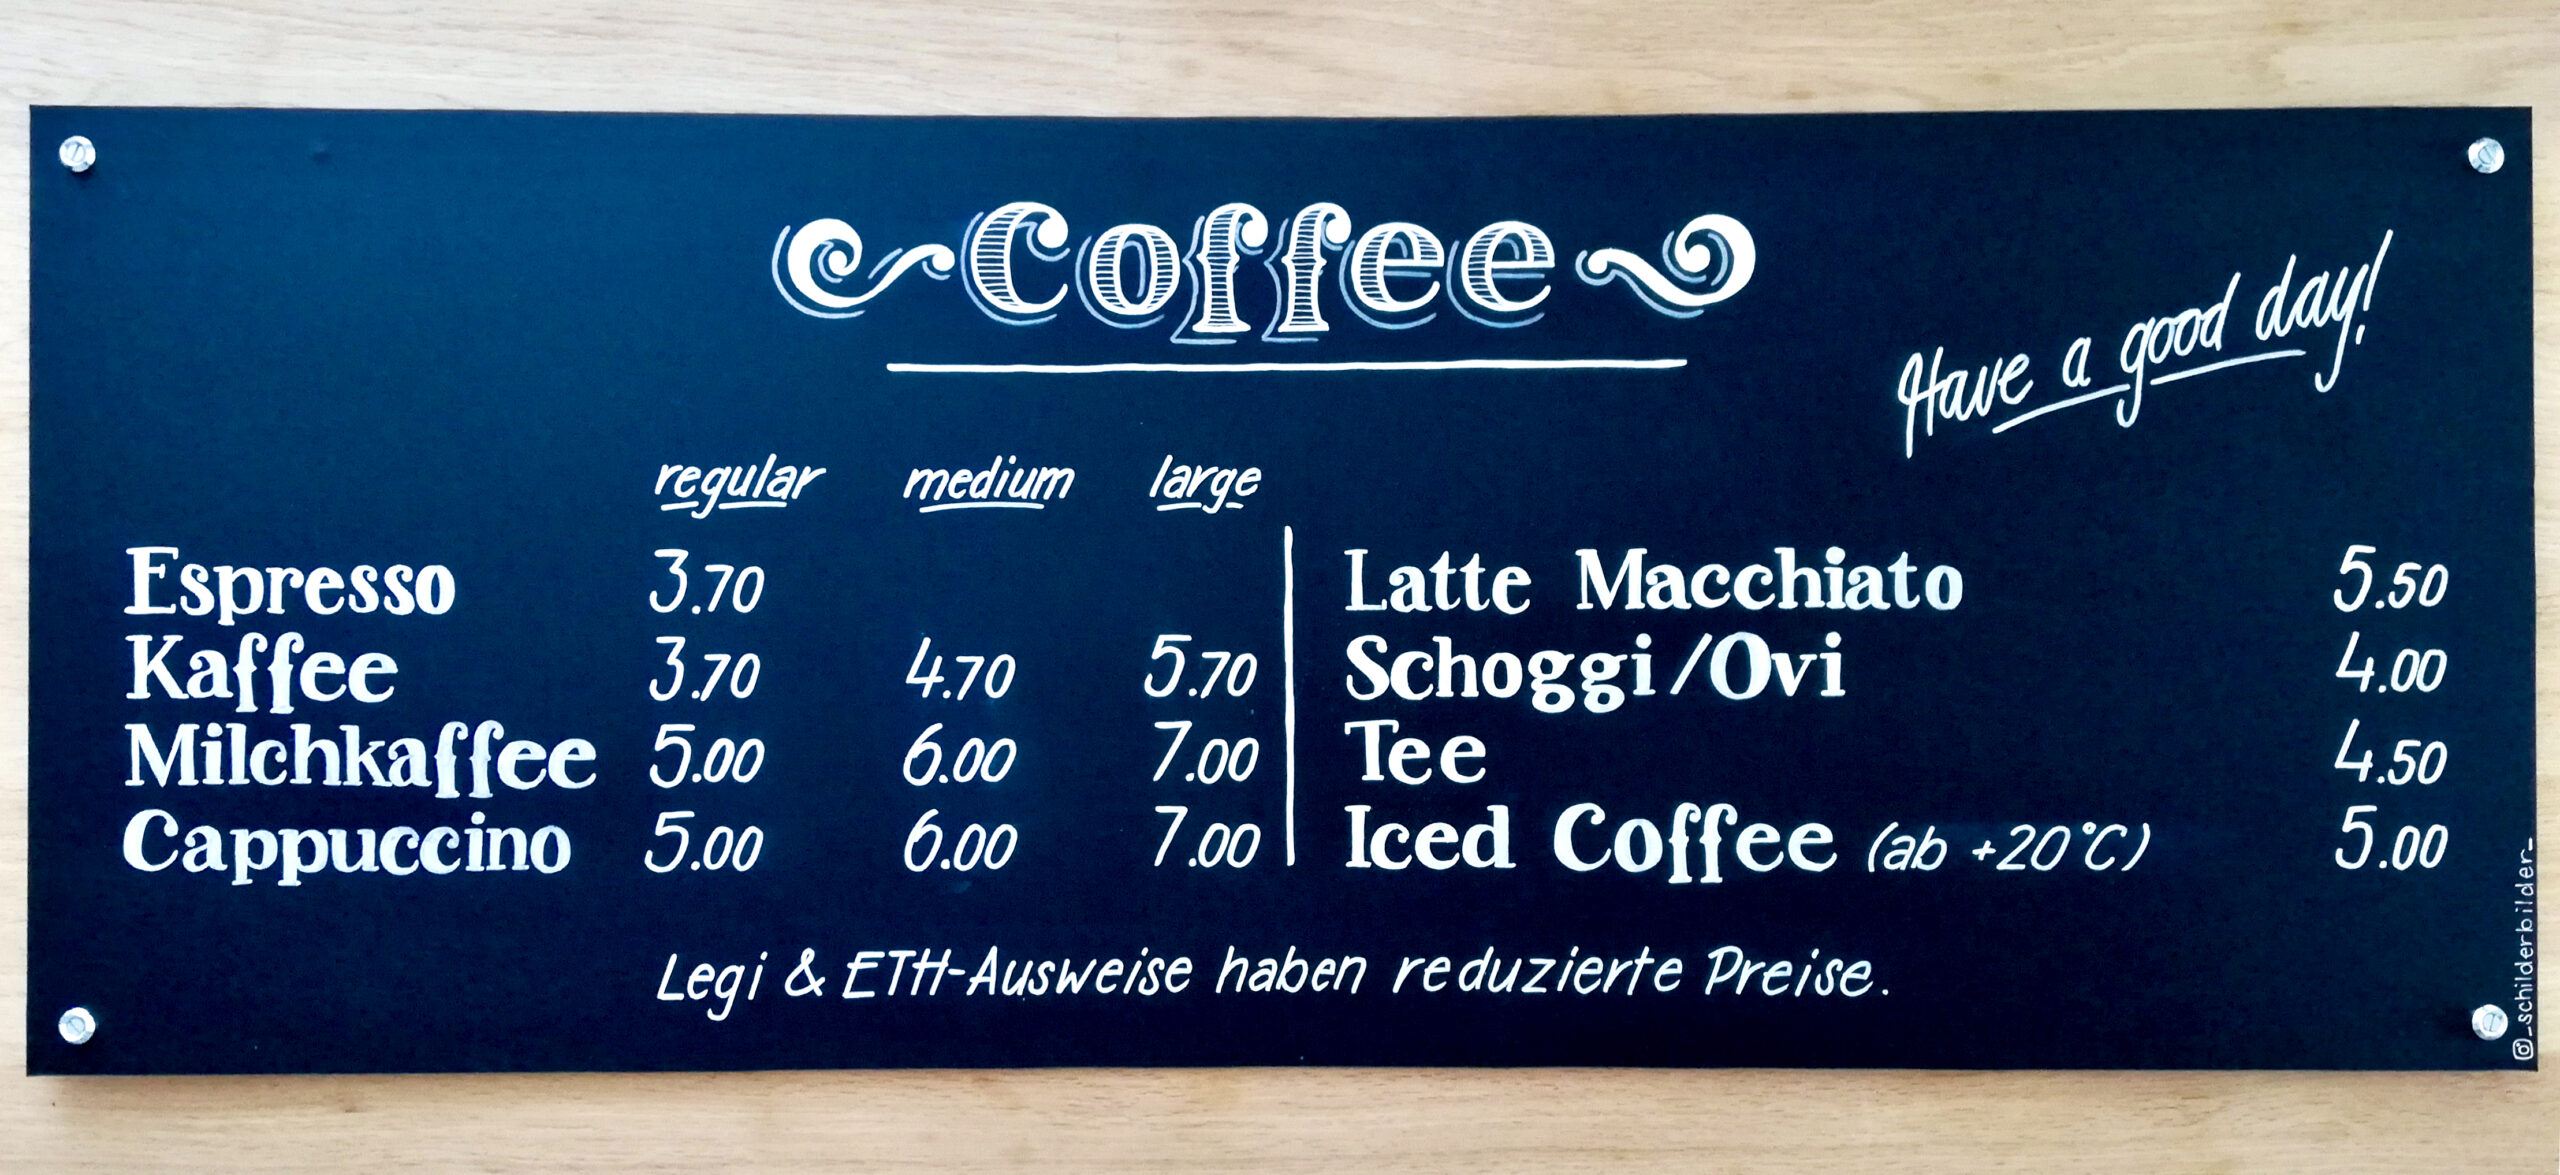 Coffee
Have a good day!
regular medium large
Espresso 3.70
Kaffee 3.70 4.70 5.70
Milchkaffee 5.00 6.00 7.00
Cappuccino 5.00 6.00 7.00
Latte Macchiato 5.50
Schoggi/Ovi 4.00
Tee 4.50
Iced Coffee (ab +20°C) 5.00
Legi & ETH-Ausweise haben reduzierte Preise.
_schilderbilder_